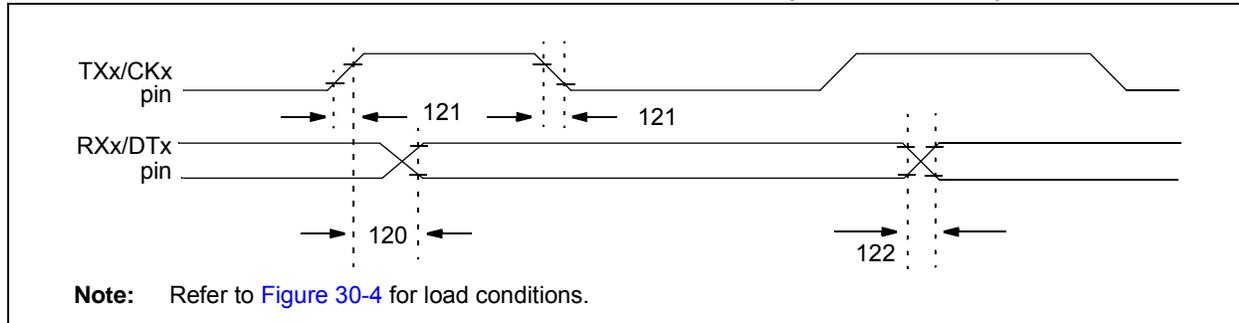 TXx/CKx
pin
121
121
RXx/DTx
pin
120
122
Note: Refer to Figure 30-4 for load conditions.